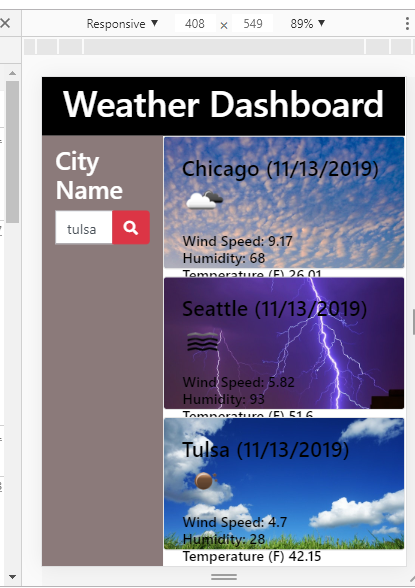 Responsive ▼ 408 × 549 89% ▼
Weather Dashboard
City
Name
tulsa
Chicago (11/13/2019)
Wind Speed: 9.17
Humidity: 68
Temperature (F) 26.01
Seattle (11/13/2019)
Wind Speed: 5.82
Humidity: 93
Temperature (F) 51.6
Tulsa (11/13/2019)
Wind Speed: 4.7
Humidity: 28
Temperature (F) 42.15